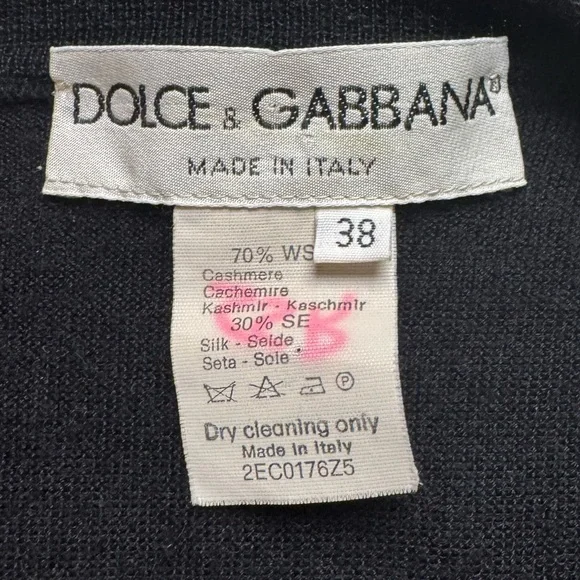 DOLCE & GABBANA®
MADE IN ITALY
38
70% WS
Cashmere
Cachemire
Kashmir - Kaschmir
30% SE
Silk - Seide
Seta - Soie
P
Dry cleaning only
Made in Italy
2EC0176Z5